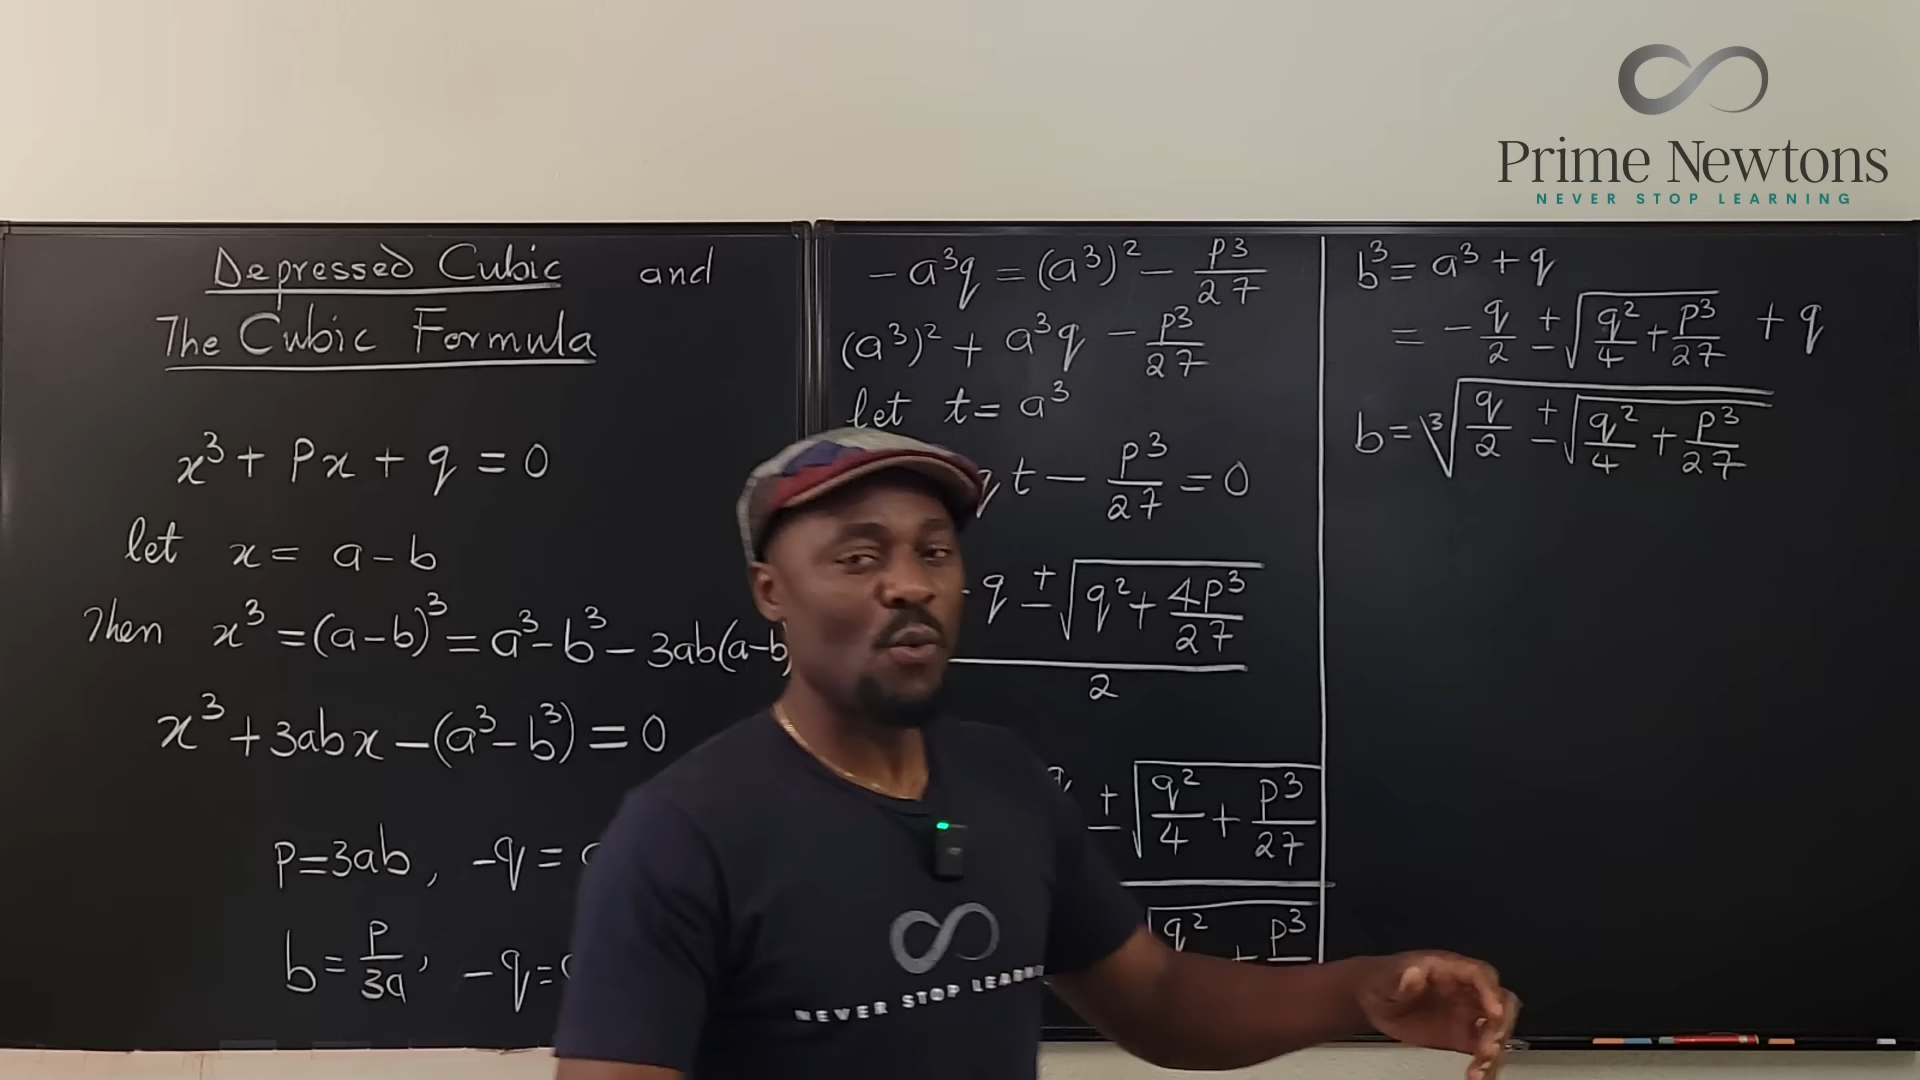 Prime Newtons
NEVER STOP LEARNING
Depressed Cubic and
The Cubic Formula
x³ + Px + q = 0
let x = a - b
Then x³ = (a-b)³ = a³ - b³ - 3ab(a-b
x³ + 3abx - (a³ - b³) = 0
P = 3ab, -q =
b = P/3a, -q =
-a³q = (a³)² - P³/27
(a³)² + a³q - P³/27
let t = a³
qt - P³/27 = 0
q ± √(q² + 4P³/27)
2
± √(q²/4 + P³/27)
q² + P³
b³ = a³ + q
= -q/2 ± √(q²/4 + P³/27) + q
b = ∛(q/2 ± √(q²/4 + P³/27))
NEVER STOP LEARN